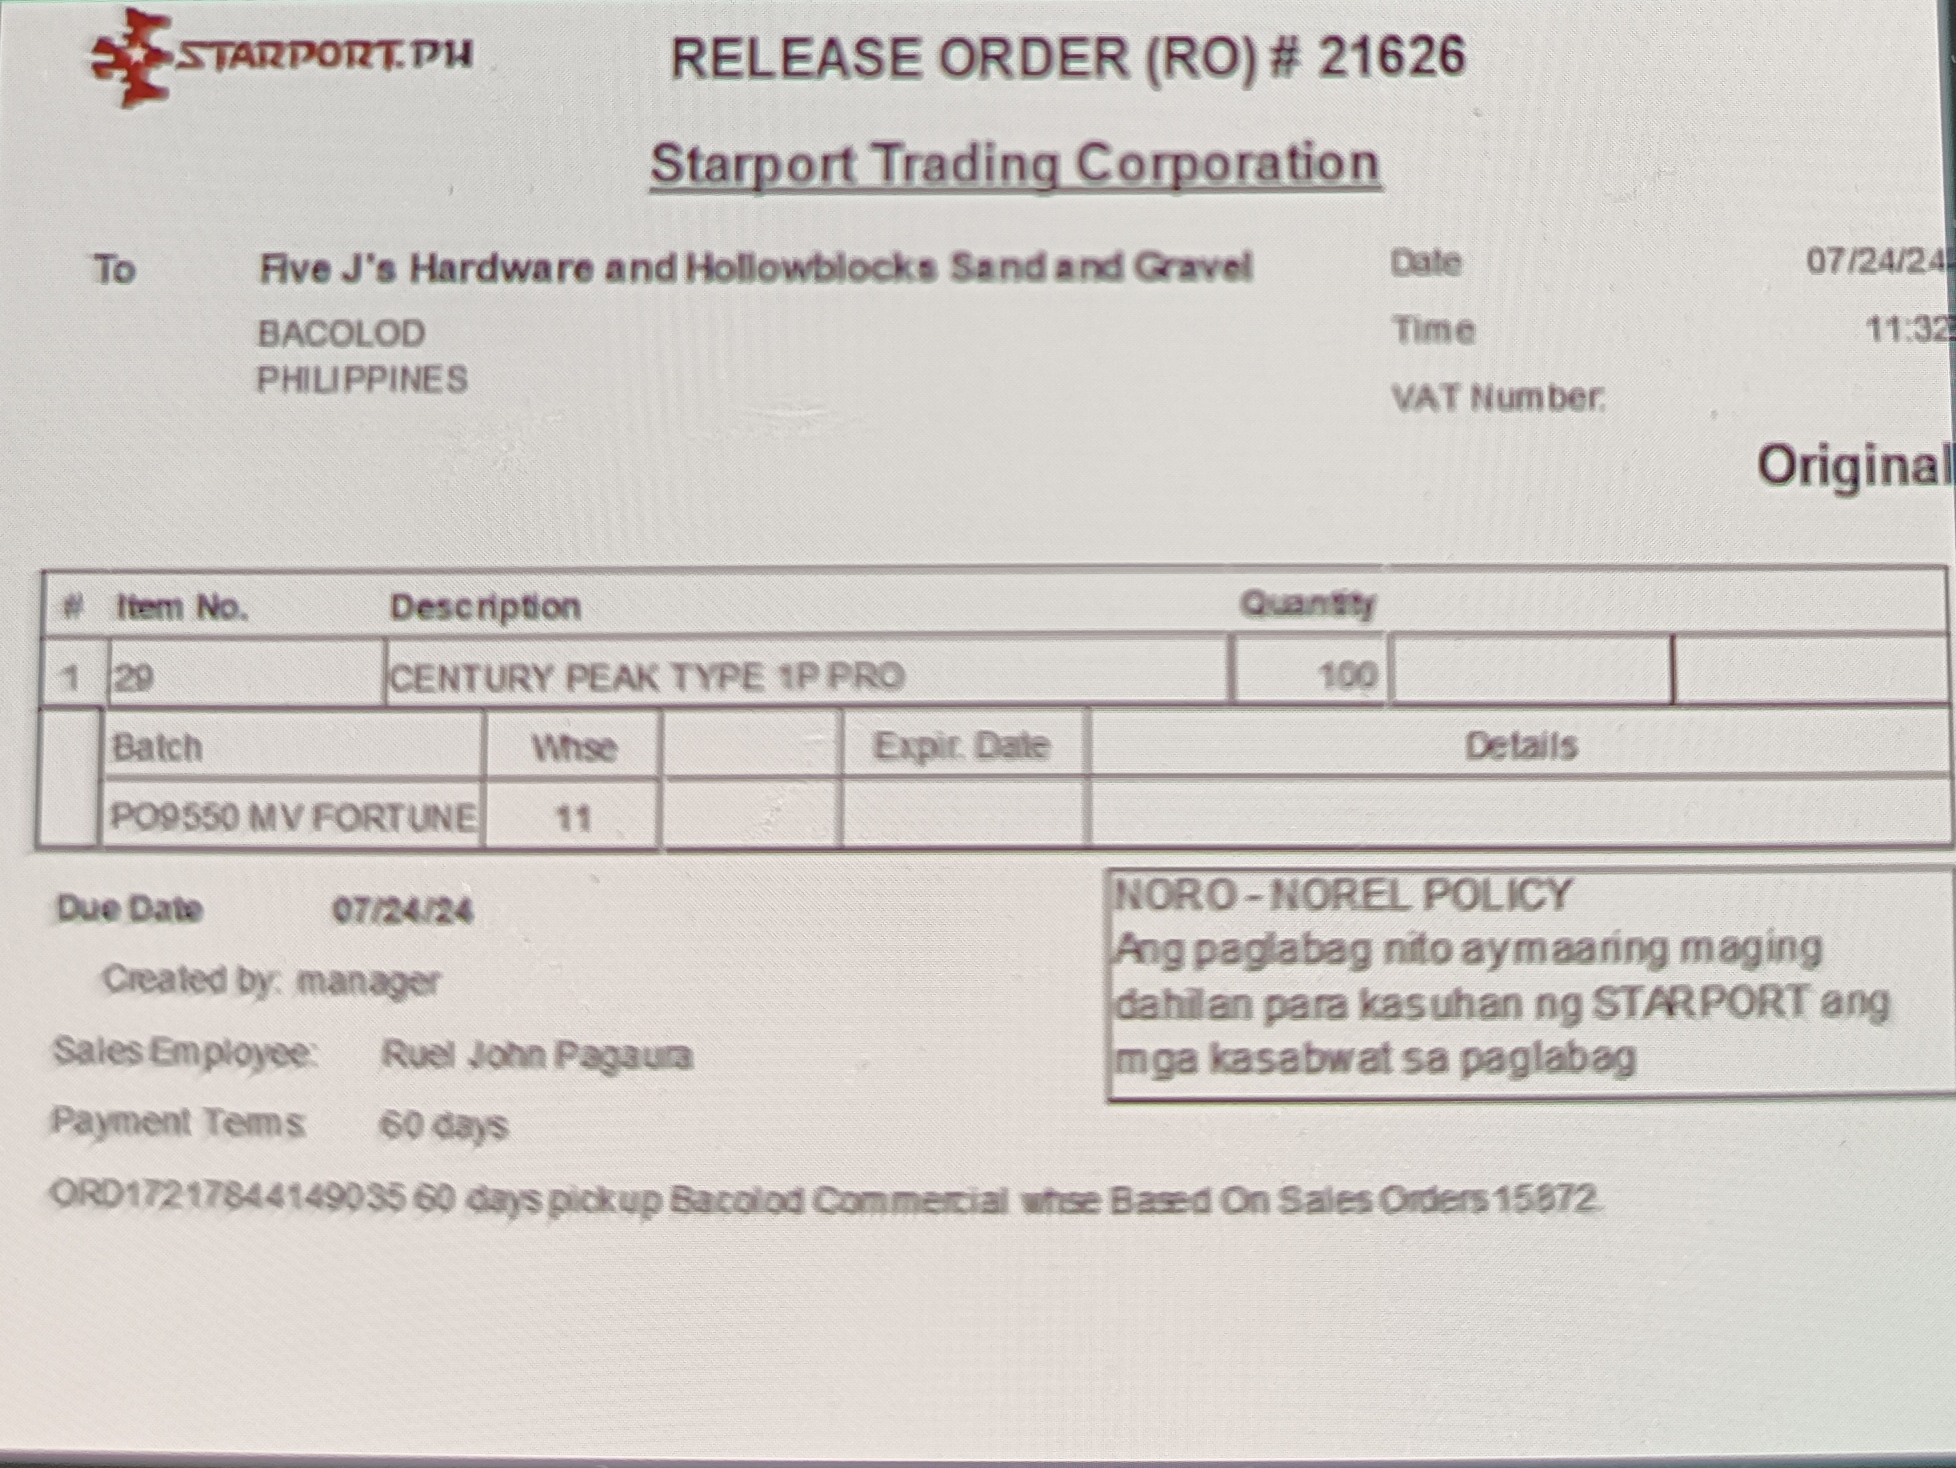 STARPORT.PH
RELEASE ORDER (RO) # 21626
Starport Trading Corporation
To Five J's Hardware and Hollowblocks Sand and Gravel
Date 07/24/24
BACOLOD
Time 11:32
PHILIPPINES
VAT Number:
Original
# Item No. Description Quantity
1 29 CENTURY PEAK TYPE 1P PRO 100
Batch Whse Expir. Date Details
PO9550 MV FORTUNE 11
Due Date 07/24/24
Created by: manager
Sales Employee: Ruel John Pagaura
Payment Terms 60 days
NORO - NOREL POLICY
Ang paglabag nito ay maaring maging
dahilan para kasuhan ng STARPORT ang
mga kasabwat sa paglabag
ORD17217844149035 60 days pickup Bacolod Commercial whse Based On Sales Orders 15872.